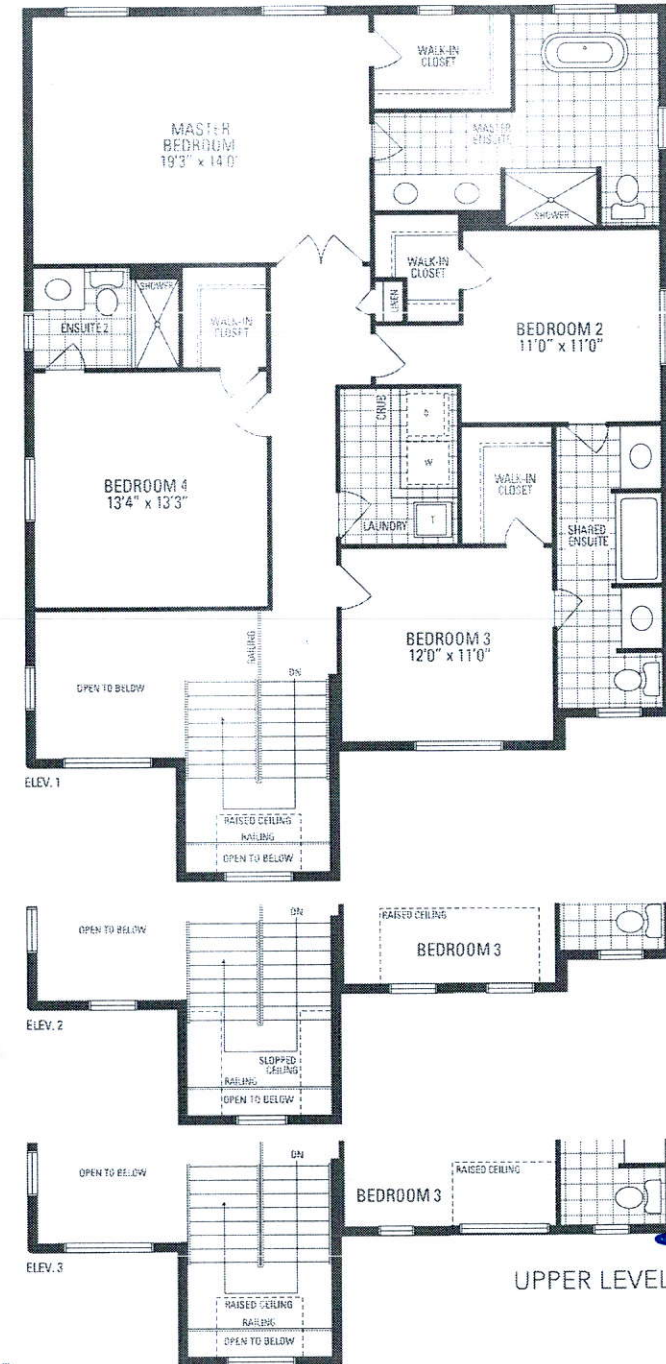 WALK-IN
CLOSET
MASTER
BEDROOM
19'3" x 14'0"
MASTER
ENSUITE
SHOWER
WALK-IN
CLOSET
LINEN
SHOWER
ENSUITE 2
WALK-IN
CLOSET
BEDROOM 2
11'0" x 11'0"
BEDROOM 4
13'4" x 13'3"
D
W
T
LAUNDRY
WALK-IN
CLOSET
SHARED
ENSUITE
BEDROOM 3
12'0" x 11'0"
RAILING
DN
OPEN TO BELOW
ELEV. 1
RAISED CEILING
RAILING
OPEN TO BELOW
DN
OPEN TO BELOW
RAISED CEILING
BEDROOM 3
ELEV. 2
SLOPPED
CEILING
RAILING
OPEN TO BELOW
DN
OPEN TO BELOW
RAISED CEILING
BEDROOM 3
ELEV. 3
UPPER LEVEL
RAISED CEILING
RAILING
OPEN TO BELOW